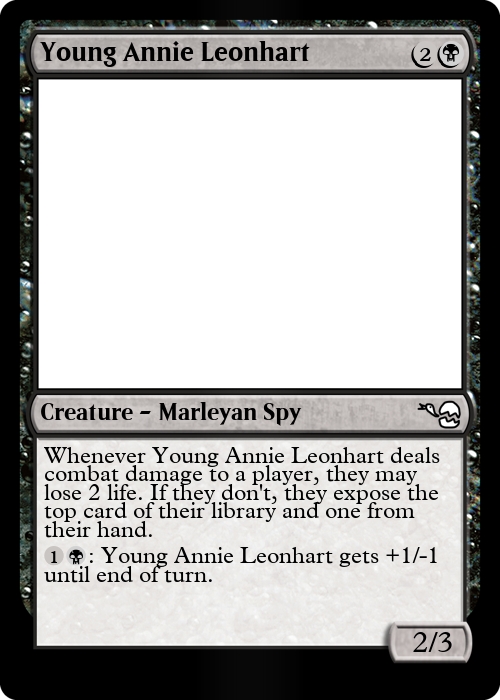 Young Annie Leonhart 2
Creature – Marleyan Spy
Whenever Young Annie Leonhart deals
combat damage to a player, they may
lose 2 life. If they don't, they expose the
top card of their library and one from
their hand.
1 : Young Annie Leonhart gets +1/-1
until end of turn.
2/3